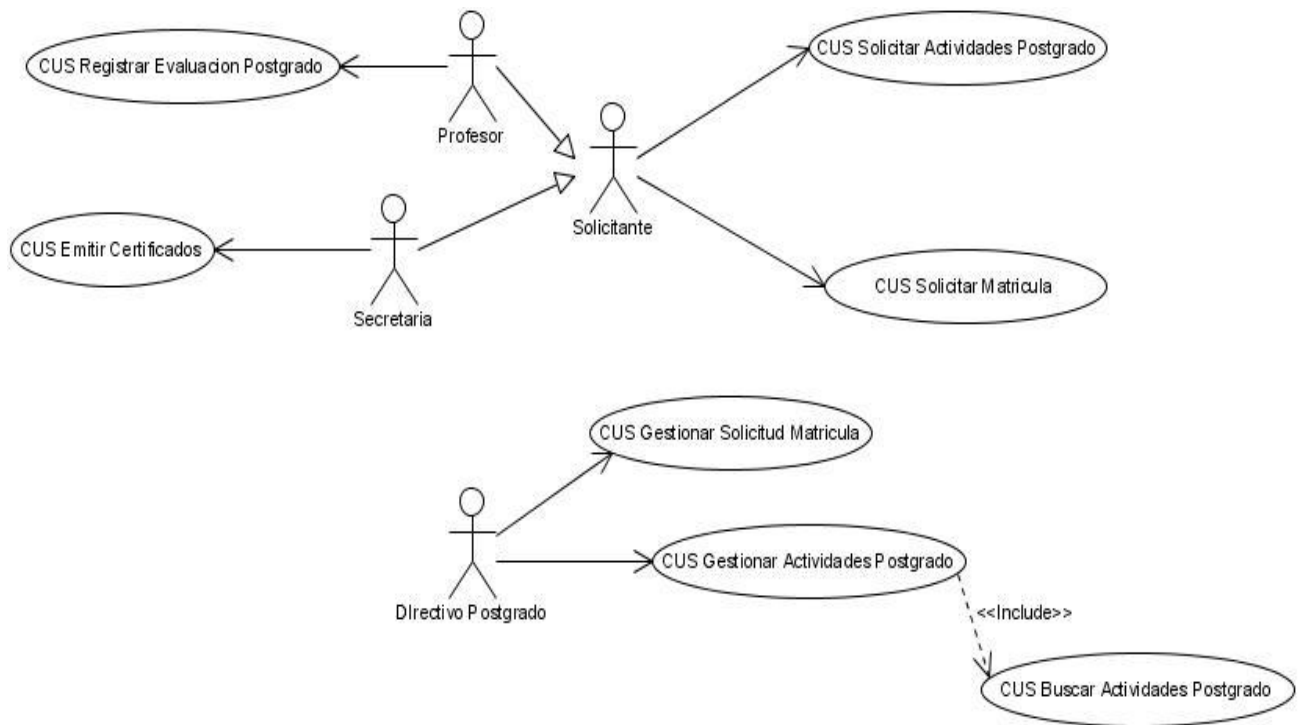 CUS Solicitar Actividades Postgrado
CUS Registrar Evaluacion Postgrado
Profesor
Solicitante
CUS Emitir Certificados
CUS Solicitar Matricula
Secretaria
CUS Gestionar Solicitud Matricula
CUS Gestionar Actividades Postgrado
DIrectivo Postgrado
<<Include>>
CUS Buscar Actividades Postgrado